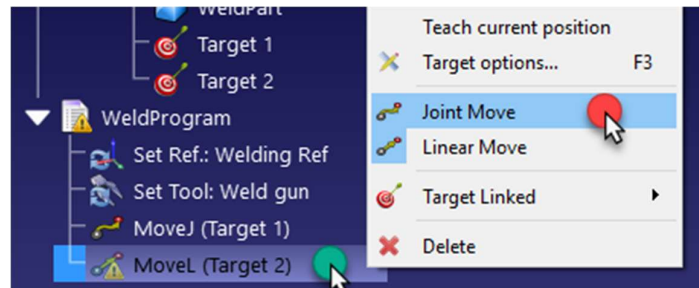 WeldPart
Target 1
Target 2
WeldProgram
Set Ref.: Welding Ref
Set Tool: Weld gun
MoveJ (Target 1)
MoveL (Target 2)
Teach current position
Target options... F3
Joint Move
Linear Move
Target Linked
Delete